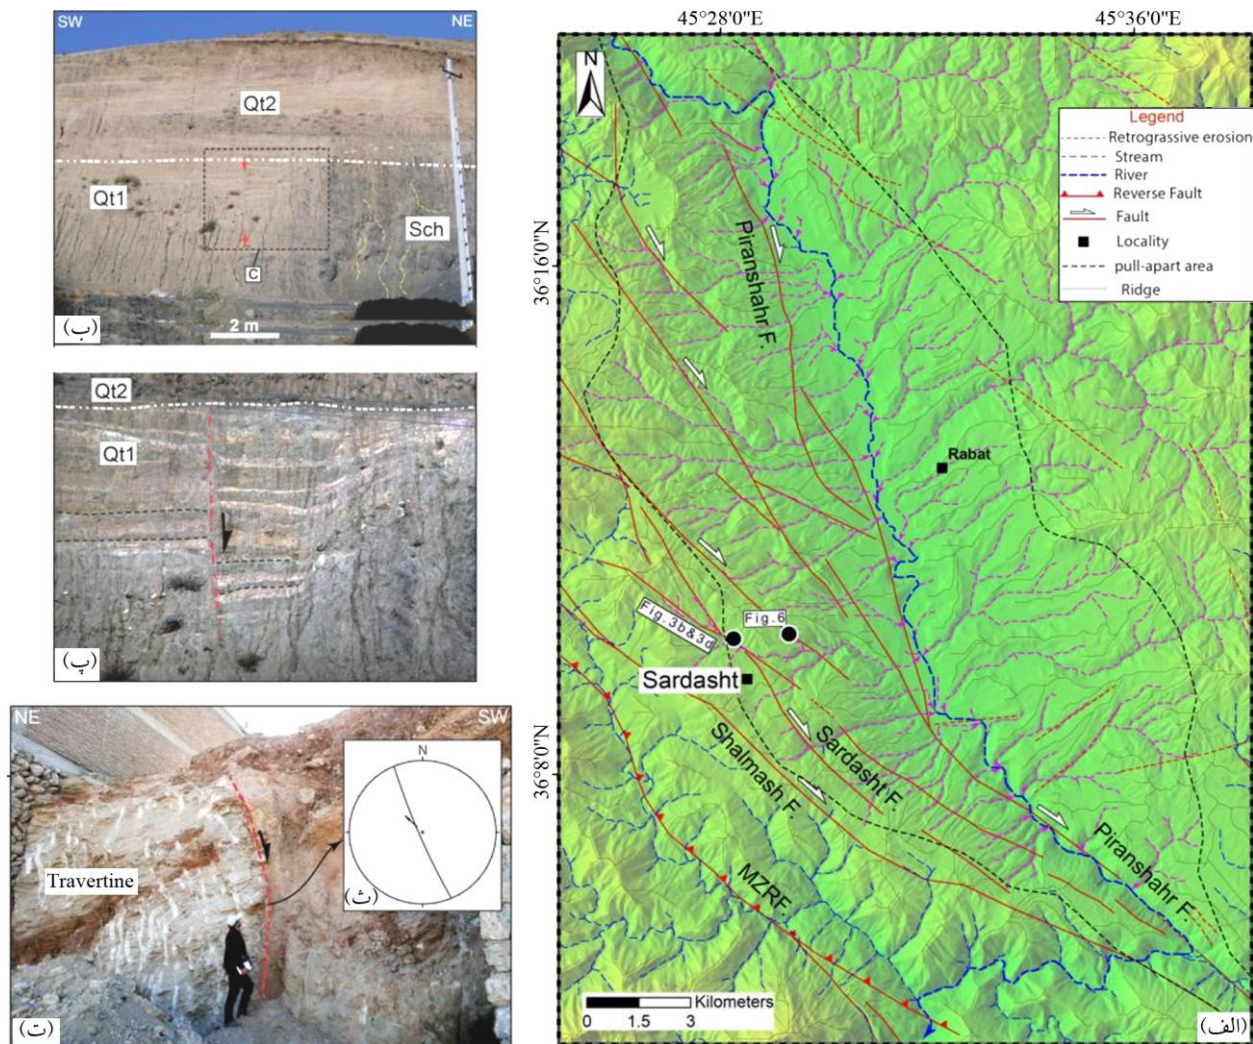 SW
NE
Qt2
Qt1
Sch
C
2 m
(ب)
Qt2
Qt1
(پ)
NE
SW
N
Travertine
(ث)
(ت)
45°28'0"E
45°36'0"E
36°16'0"N
36°8'0"N
N
Legend
Retrograssive erosion
Stream
River
Reverse Fault
Fault
Locality
pull-apart area
Ridge
Piranshahr F.
Rabat
Fig.3b&3d
Fig.6
Sardasht
Sardasht F.
Shalmash F.
Piranshahr F.
MZRF.
Kilometers
0 1.5 3
(الف)